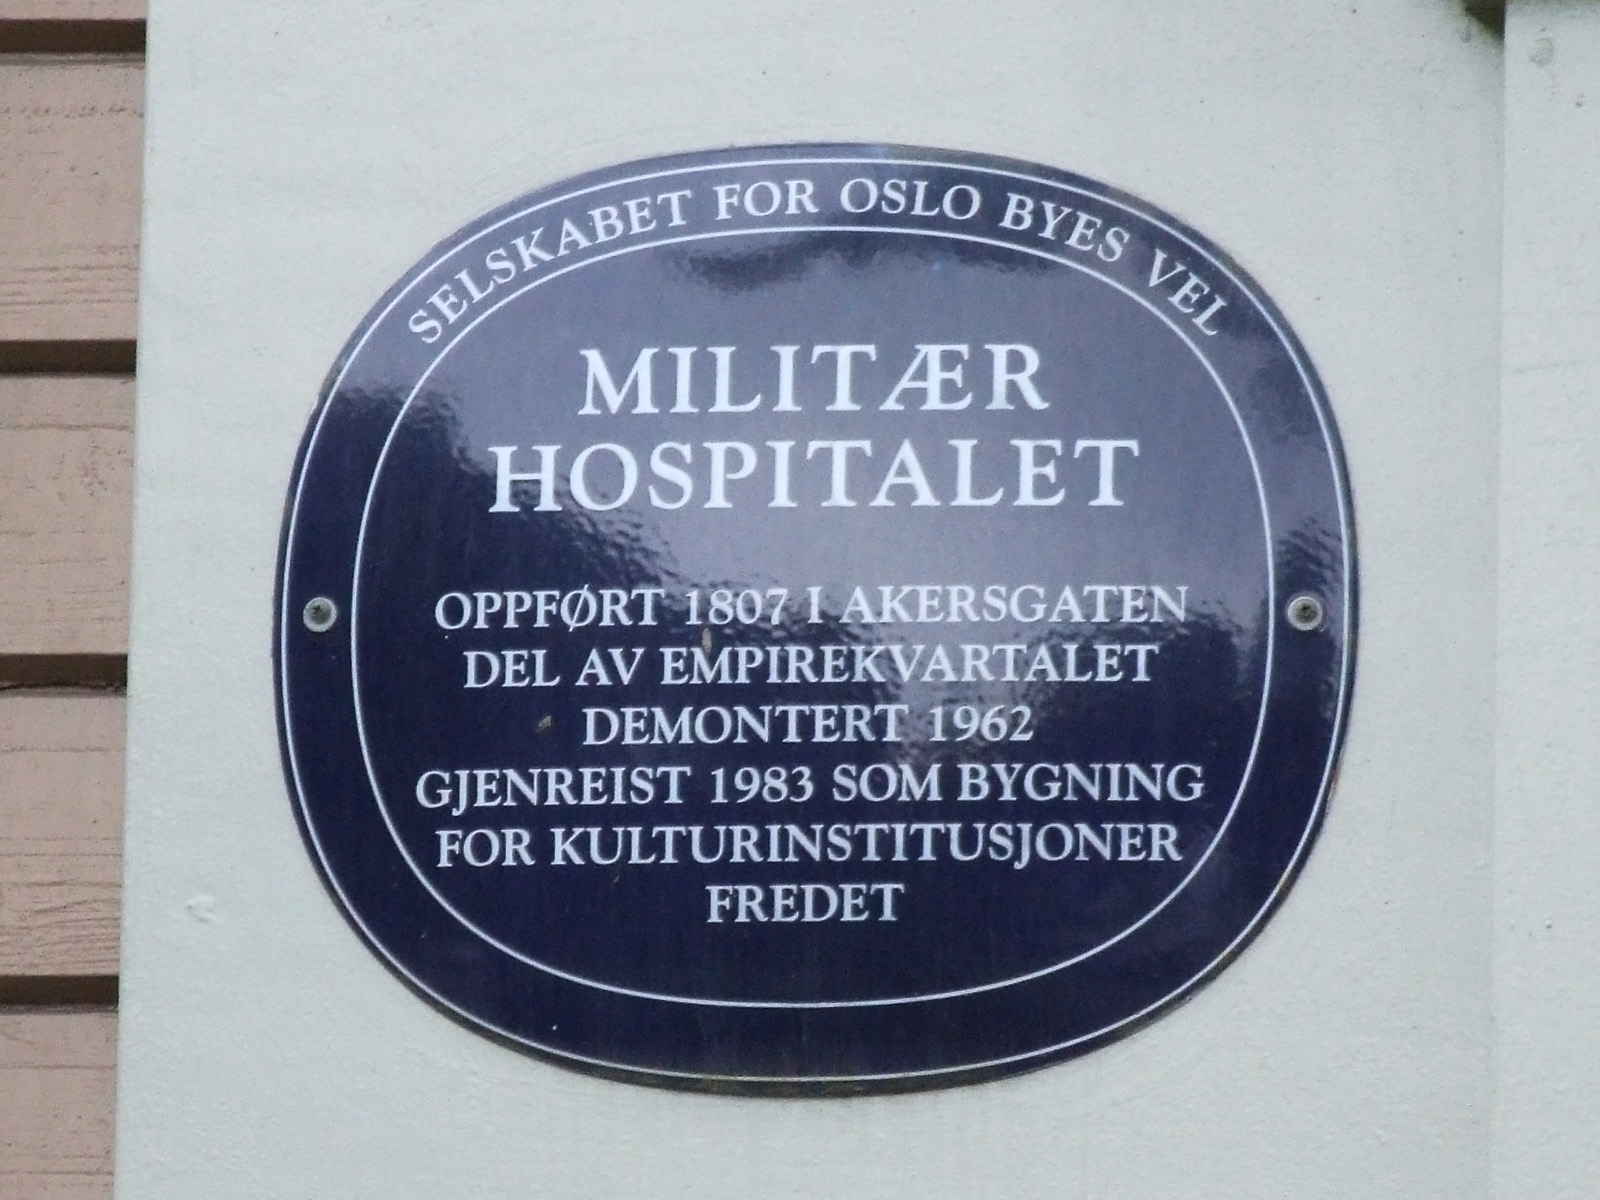 SELSKABET FOR OSLO BYES VEL
MILITÆR
HOSPITALET
OPPFØRT 1807 I AKERSGATEN
DEL AV EMPIREKVARTALET
DEMONTERT 1962
GJENREIST 1983 SOM BYGNING
FOR KULTURINSTITUSJONER
FREDET